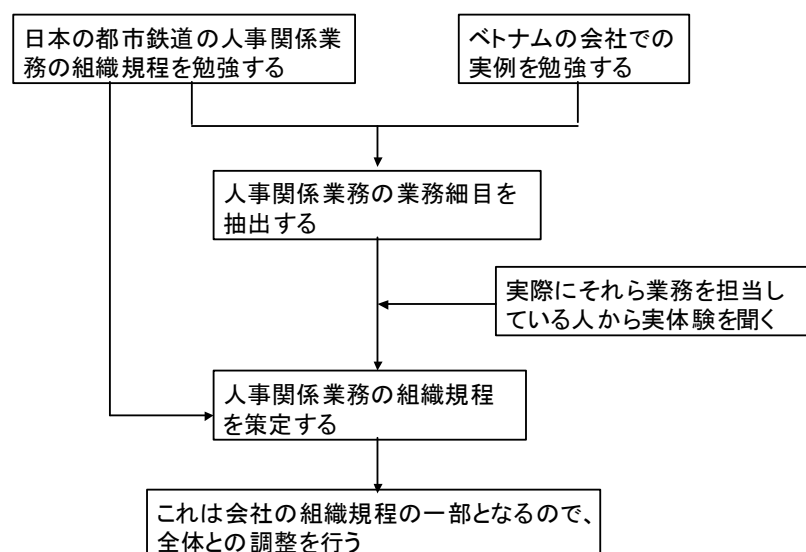 日本の都市鉄道の人事関係業
務の組織規程を勉強する
ベトナムの会社での
実例を勉強する
人事関係業務の業務細目を
抽出する
実際にそれら業務を担当し
ている人から実体験を聞く
人事関係業務の組織規程
を策定する
これは会社の組織規程の一部となるので、
全体との調整を行う